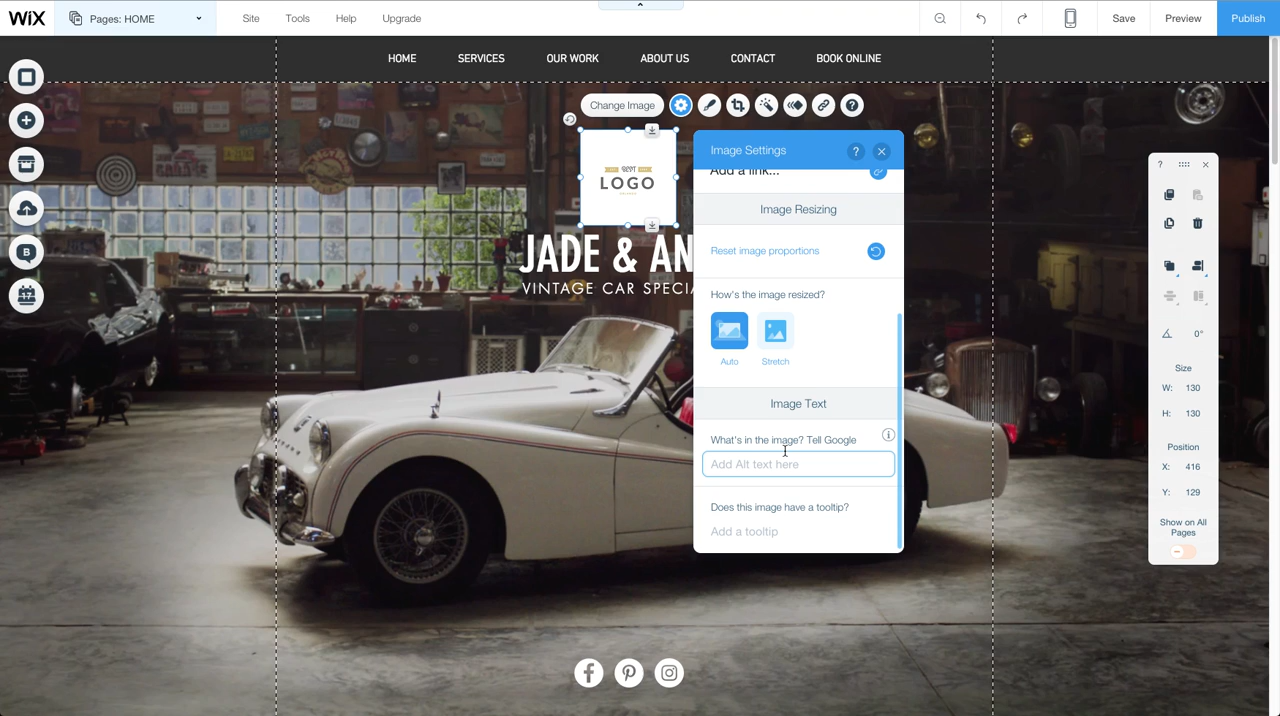 WiX
Pages: HOME
Site
Tools
Help
Upgrade
Save
Preview
Publish
HOME
SERVICES
OUR WORK
ABOUT US
CONTACT
BOOK ONLINE
Change Image
?
LOGO
JADE & AN
VINTAGE CAR SPECIA
Image Settings
?
Add a link...
Image Resizing
Reset image proportions
How's the image resized?
Auto
Stretch
Image Text
What's in the image? Tell Google
Add Alt text here
Does this image have a tooltip?
Add a tooltip
?
0°
Size
W: 130
H: 130
Position
X: 416
Y: 129
Show on All
Pages
B